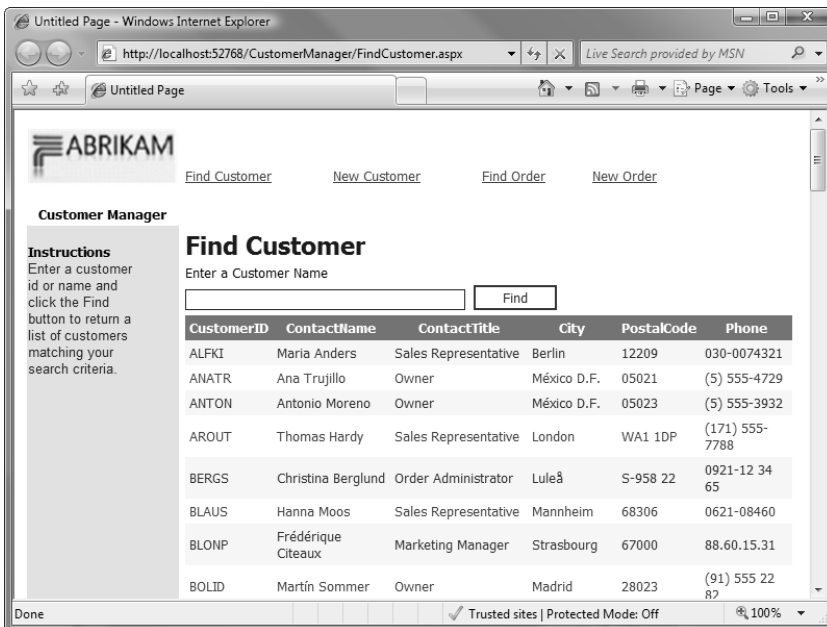 Untitled Page - Windows Internet Explorer
http://localhost:52768/CustomerManager/FindCustomer.aspx
Live Search provided by MSN
Untitled Page
Page
Tools
ABRIKAM
Find Customer New Customer Find Order New Order
Customer Manager
Instructions
Enter a customer
id or name and
click the Find
button to return a
list of customers
matching your
search criteria.
Find Customer
Enter a Customer Name
Find
CustomerID ContactName ContactTitle City PostalCode Phone
ALFKI Maria Anders Sales Representative Berlin 12209 030-0074321
ANATR Ana Trujillo Owner México D.F. 05021 (5) 555-4729
ANTON Antonio Moreno Owner México D.F. 05023 (5) 555-3932
AROUT Thomas Hardy Sales Representative London WA1 1DP (171) 555-
7788
BERGS Christina Berglund Order Administrator Luleå S-958 22 0921-12 34
65
BLAUS Hanna Moos Sales Representative Mannheim 68306 0621-08460
BLONP Frédérique
Citeaux Marketing Manager Strasbourg 67000 88.60.15.31
BOLID Martín Sommer Owner Madrid 28023 (91) 555 22
82
Done
Trusted sites | Protected Mode: Off
100%